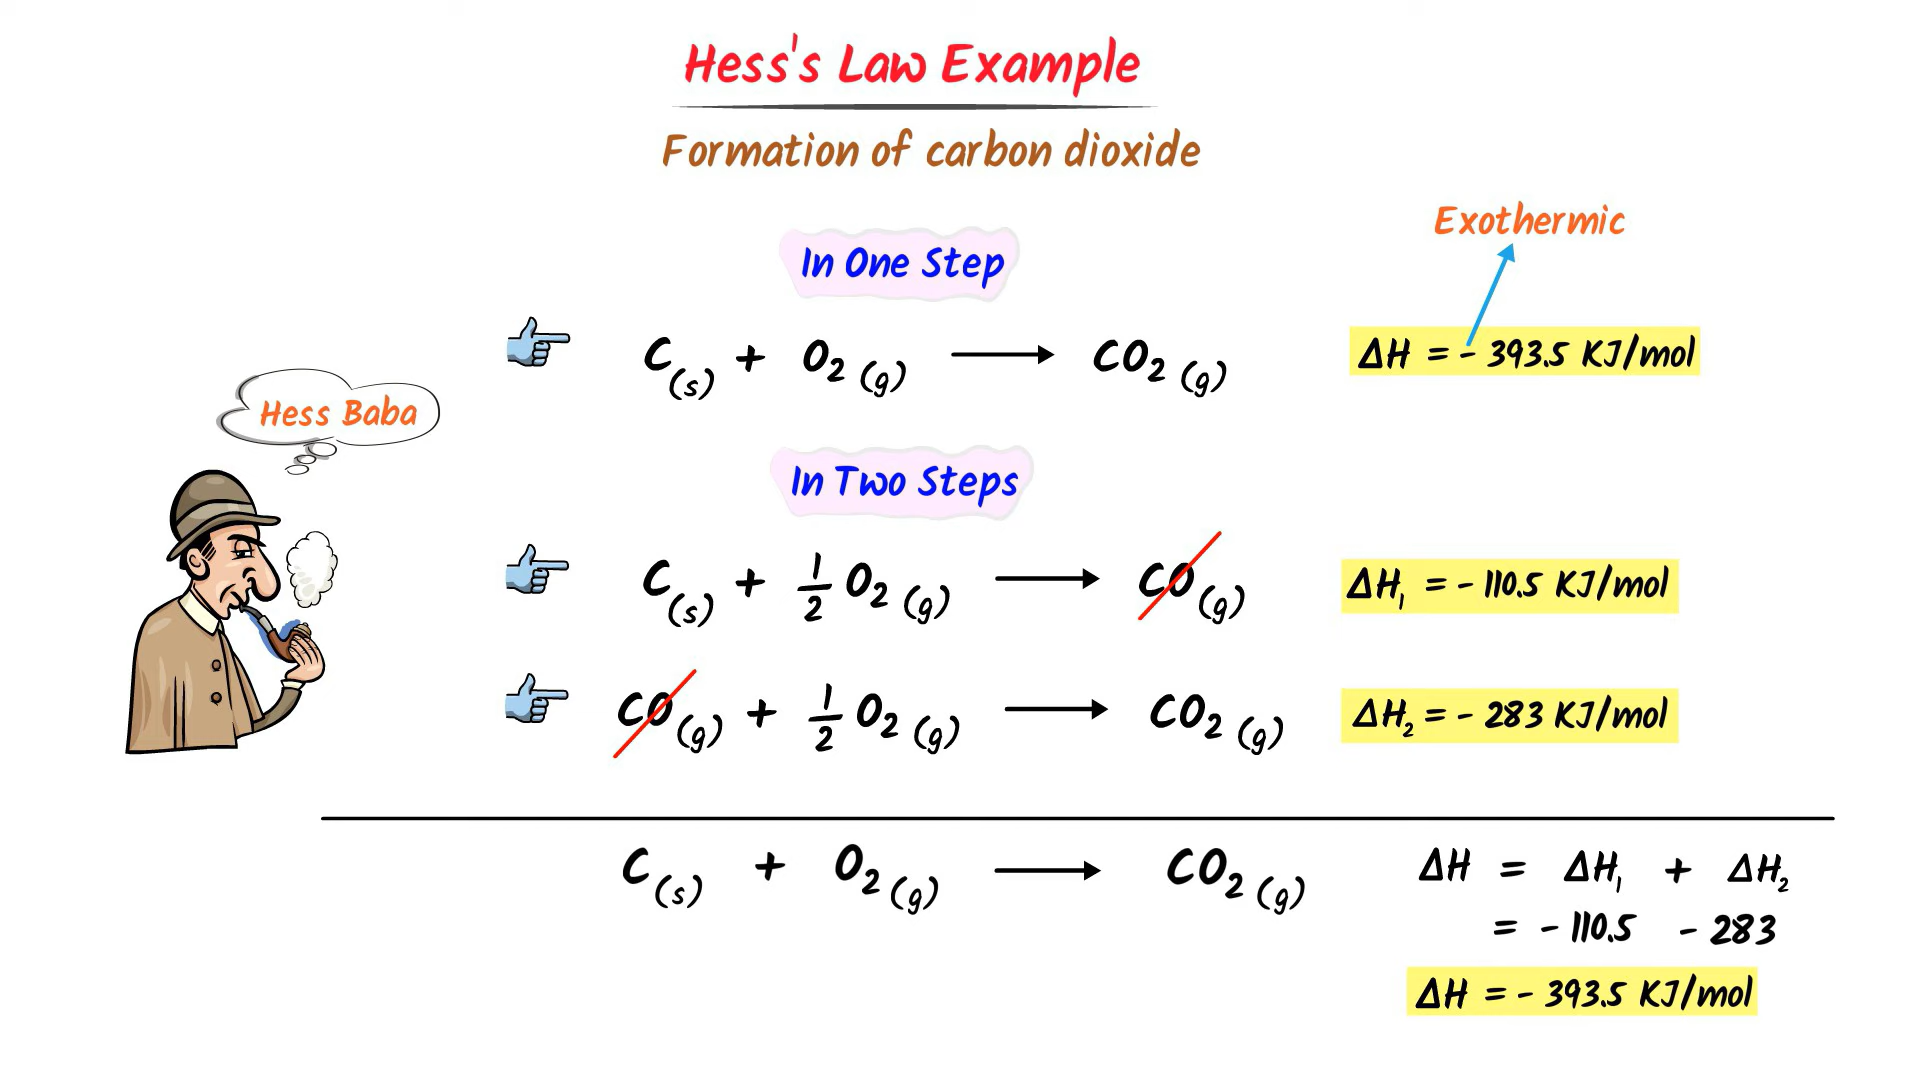 Hess's Law Example
Formation of carbon dioxide
Exothermic
In One Step
C(s) + O₂ (g) ⟶ CO₂ (g) ΔH = - 393.5 KJ/mol
Hess Baba
In Two Steps
C(s) + 1/2 O₂ (g) ⟶ CO(g) ΔH₁ = - 110.5 KJ/mol
CO(g) + 1/2 O₂ (g) ⟶ CO₂ (g) ΔH₂ = - 283 KJ/mol
C(s) + O₂(g) ⟶ CO₂ (g) ΔH = ΔH₁ + ΔH₂
= - 110.5 - 283
ΔH = - 393.5 KJ/mol